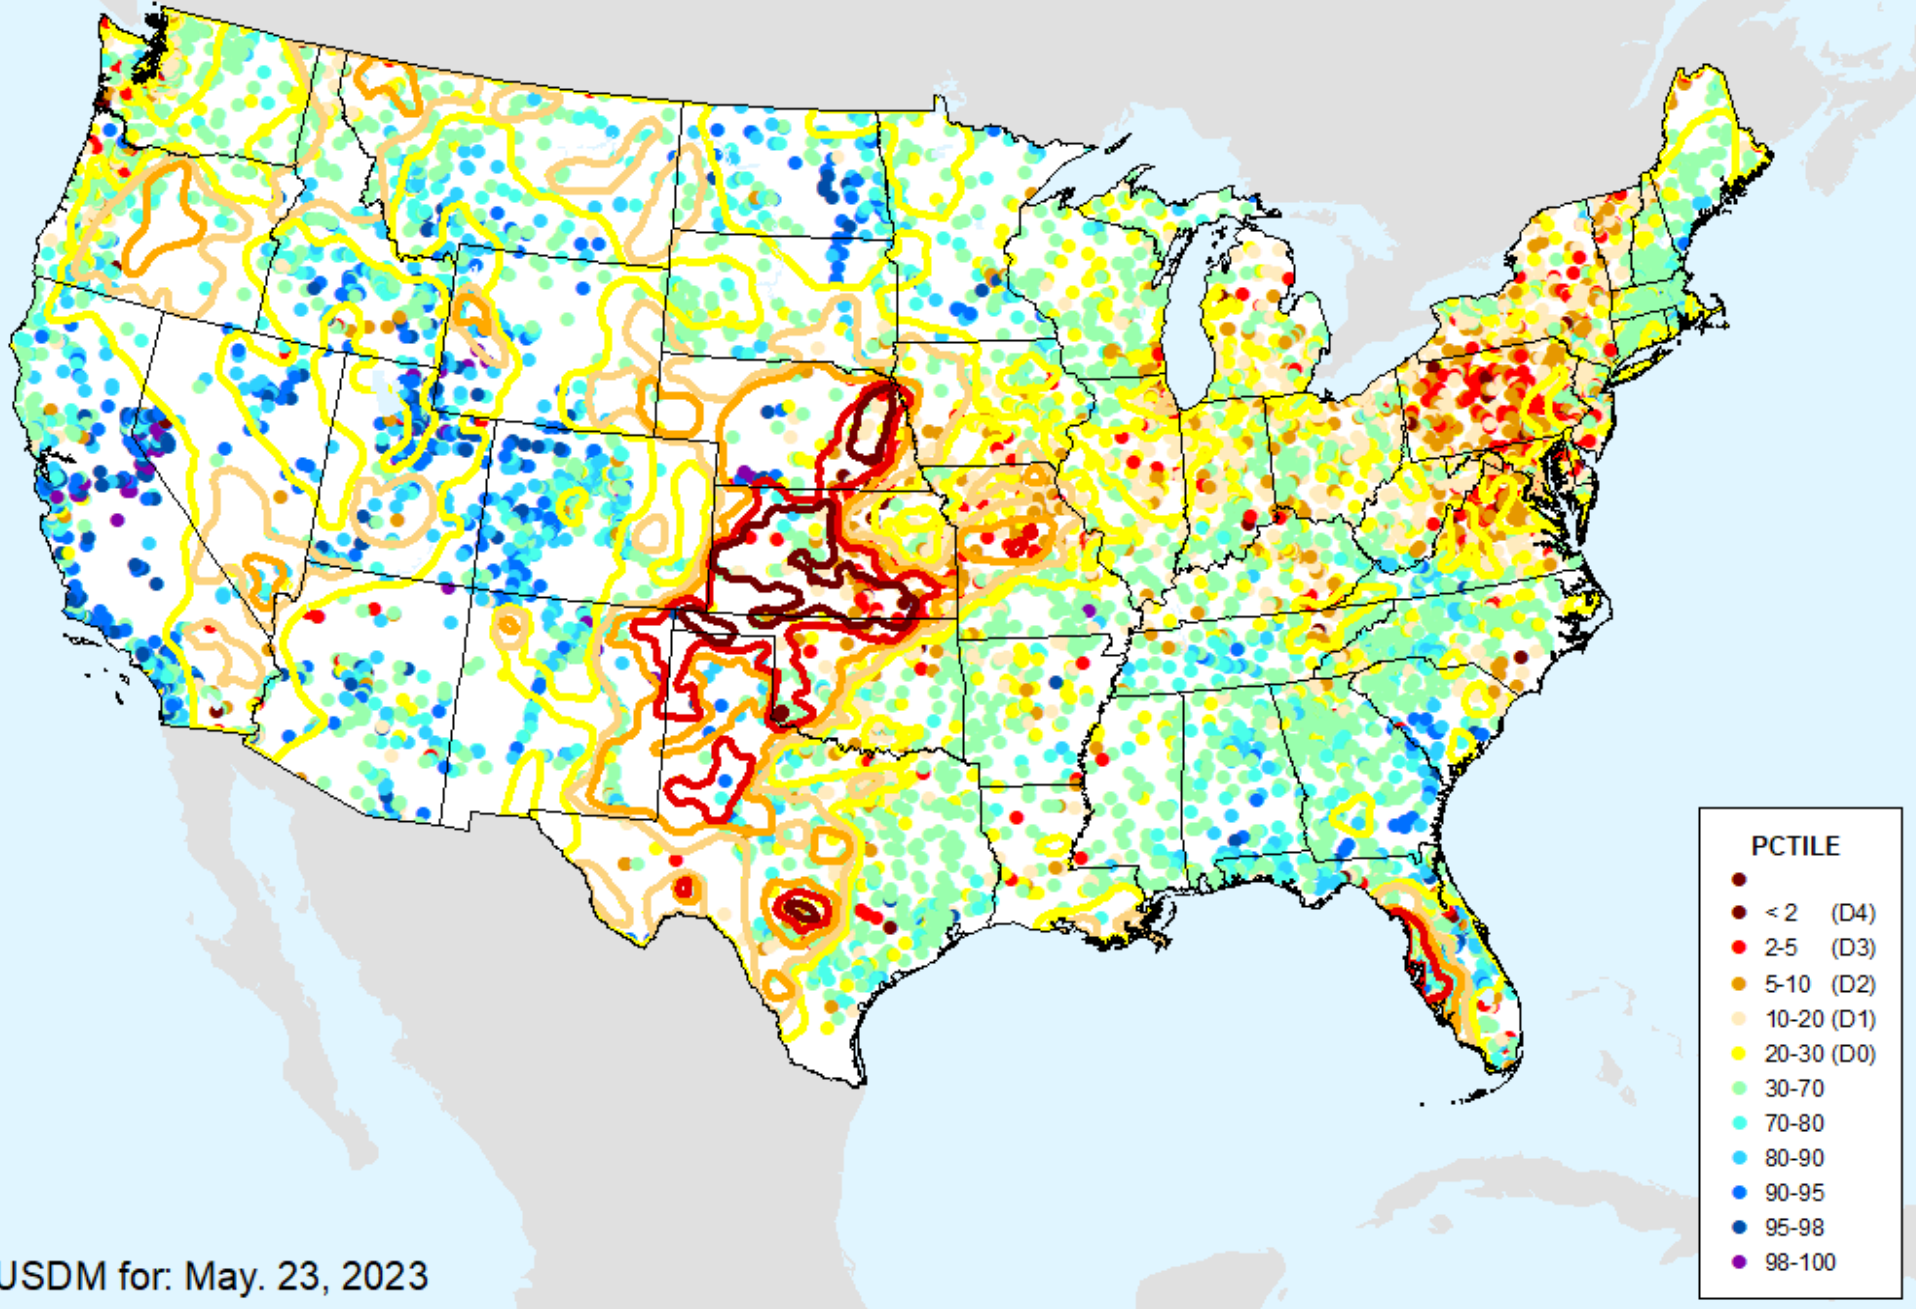 PCTILE
< 2 (D4)
2-5 (D3)
5-10 (D2)
10-20 (D1)
20-30 (D0)
30-70
70-80
80-90
90-95
95-98
98-100
USDM for: May. 23, 2023